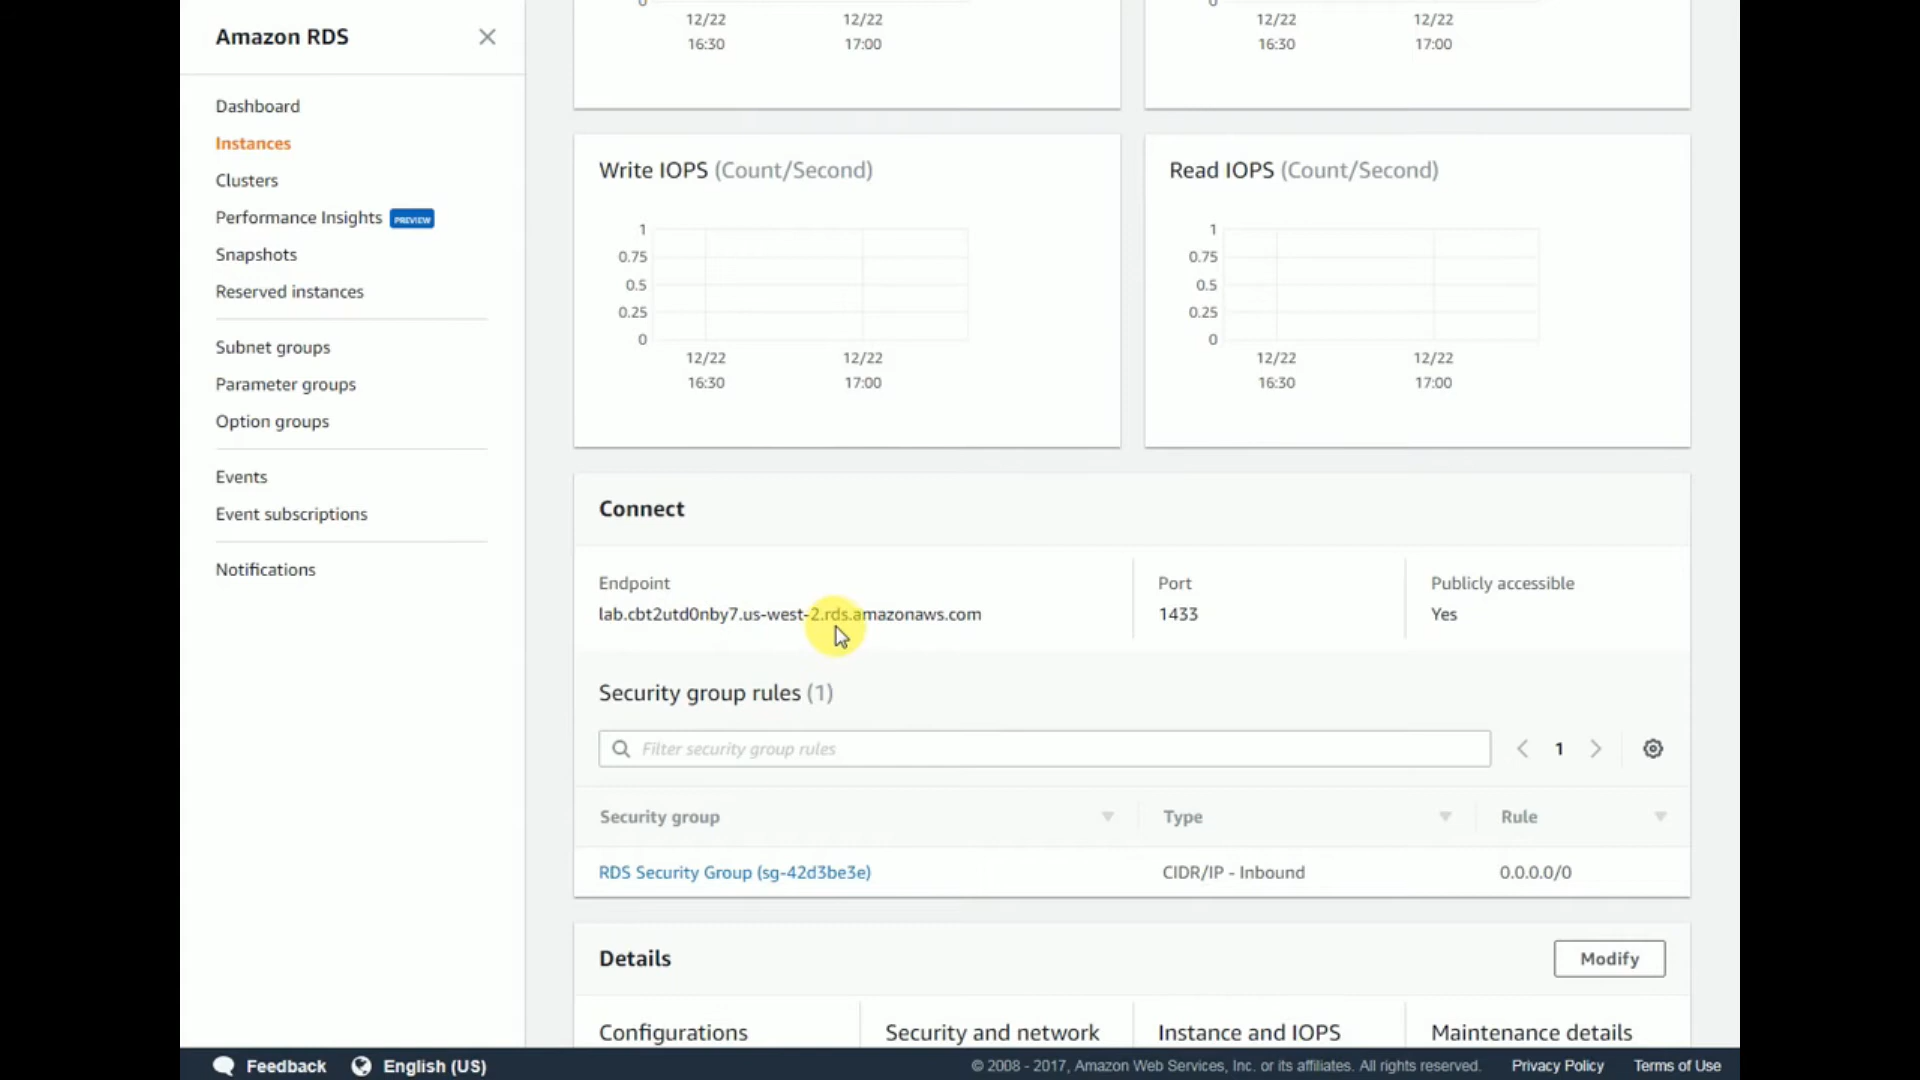 Amazon RDS
Dashboard
Instances
Clusters
Performance Insights PREVIEW
Snapshots
Reserved instances
Subnet groups
Parameter groups
Option groups
Events
Event subscriptions
Notifications
0
12/22 12/22
16:30 17:00
0
12/22 12/22
16:30 17:00
Write IOPS (Count/Second)
1
0.75
0.5
0.25
0
12/22 12/22
16:30 17:00
Read IOPS (Count/Second)
1
0.75
0.5
0.25
0
12/22 12/22
16:30 17:00
Connect
Endpoint Port Publicly accessible
lab.cbt2utd0nby7.us-west-2.rds.amazonaws.com 1433 Yes
Security group rules (1)
Filter security group rules 1
Security group Type Rule
RDS Security Group (sg-42d3be3e) CIDR/IP - Inbound 0.0.0.0/0
Details Modify
Configurations Security and network Instance and IOPS Maintenance details
Feedback English (US) © 2008 - 2017, Amazon Web Services, Inc. or its affiliates. All rights reserved. Privacy Policy Terms of Use